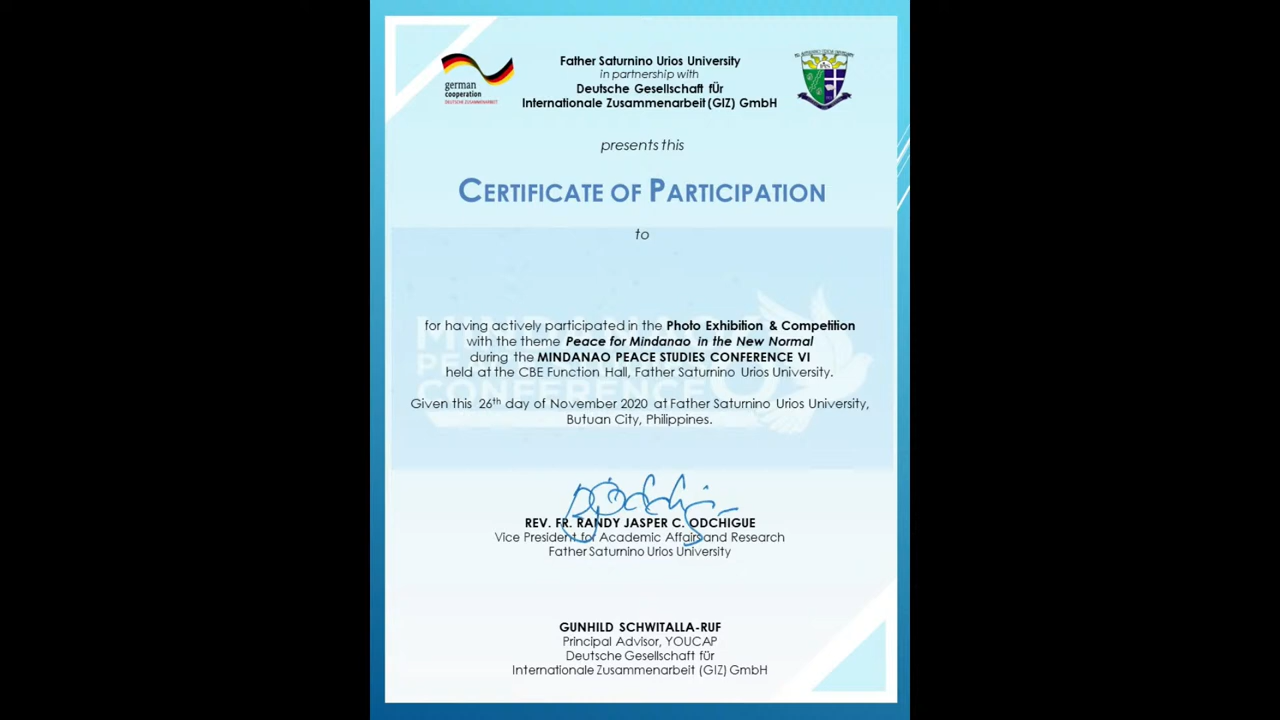 german
cooperation
DEUTSCHE ZUSAMMENARBEIT
Father Saturnino Urios University
in partnership with
Deutsche Gesellschaft fÜr
Internationale Zusammenarbeit (GIZ) GmbH
presents this
CERTIFICATE OF PARTICIPATION
to
for having actively participated in the Photo Exhibition & Competition
with the theme Peace for Mindanao in the New Normal
during the MINDANAO PEACE STUDIES CONFERENCE VI
held at the CBE Function Hall, Father Saturnino Urios University.
Given this 26th day of November 2020 at Father Saturnino Urios University,
Butuan City, Philippines.
REV. FR. RANDY JASPER C. ODCHIGUE
Vice President for Academic Affairs and Research
Father Saturnino Urios University
GUNHILD SCHWITALLA-RUF
Principal Advisor, YOUCAP
Deutsche Gesellschaft für
Internationale Zusammenarbeit (GIZ) GmbH